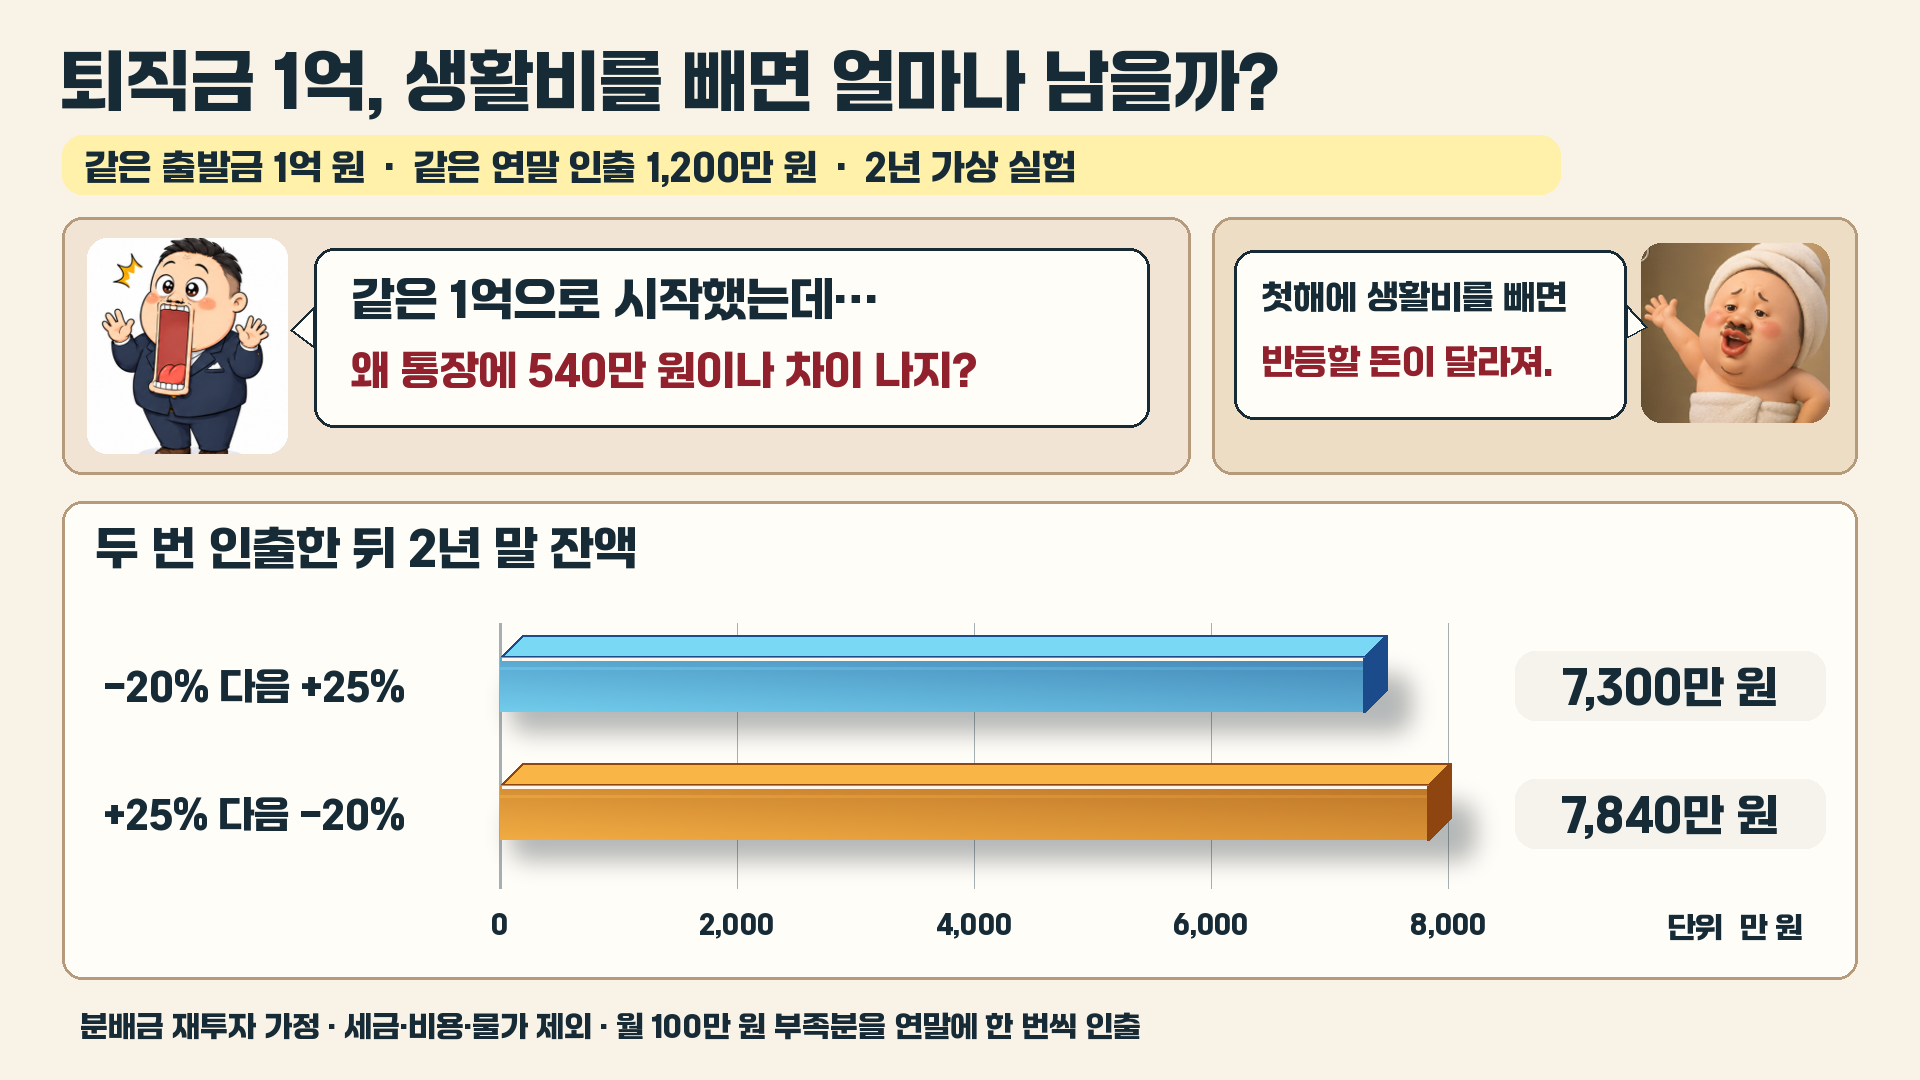 퇴직금 1억, 생활비를 빼면 얼마나 남을까?
같은 출발금 1억 원 · 같은 연말 인출 1,200만 원 · 2년 가상 실험
같은 1억으로 시작했는데…
왜 통장에 540만 원이나 차이 나지?
첫해에 생활비를 빼면
반등할 돈이 달라져.
두 번 인출한 뒤 2년 말 잔액
−20% 다음 +25%
7,300만 원
+25% 다음 −20%
7,840만 원
0 2,000 4,000 6,000 8,000
단위 만 원
분배금 재투자 가정 · 세금·비용·물가 제외 · 월 100만 원 부족분을 연말에 한 번씩 인출